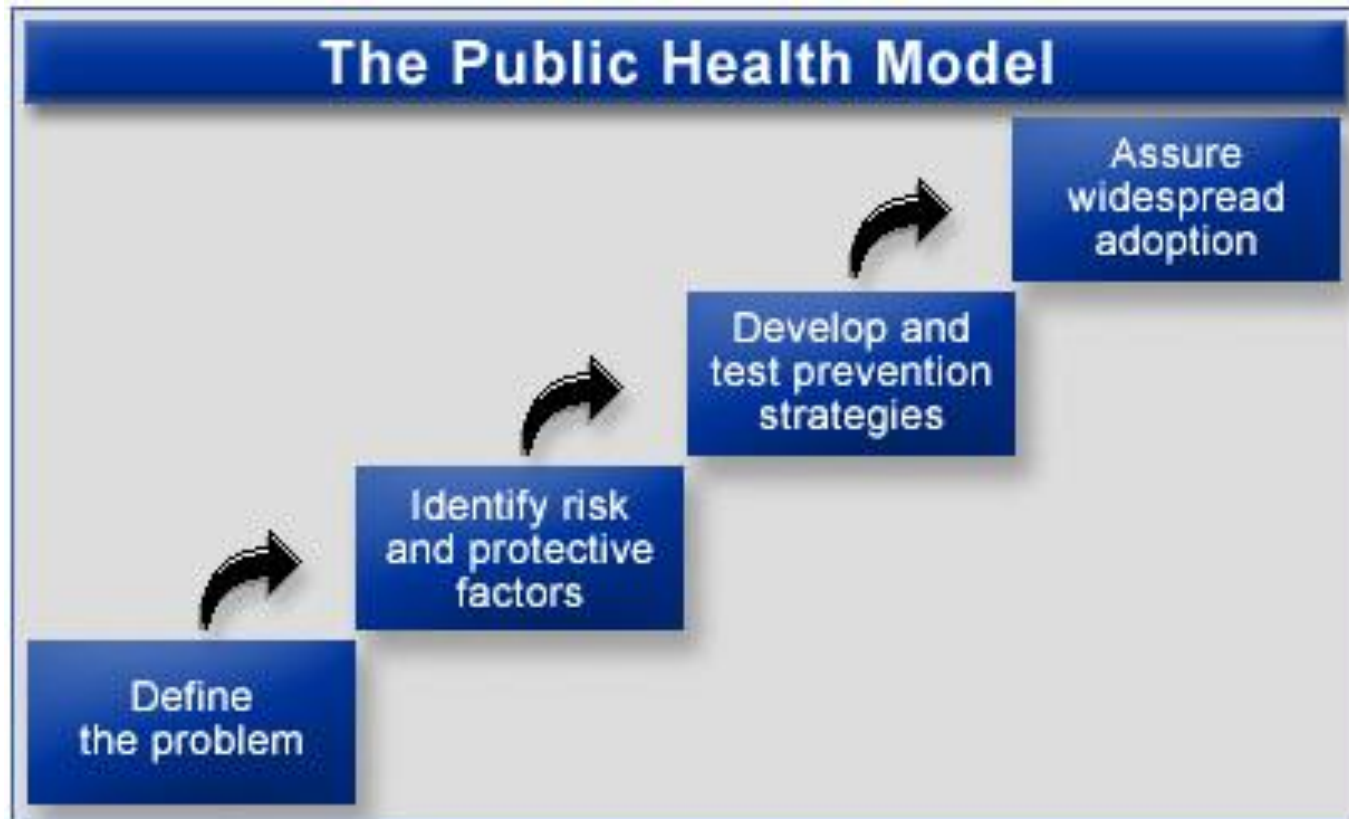 The Public Health Model
Assure
widespread
adoption
Develop and
test prevention
strategies
Identify risk
and protective
factors
Define
the problem